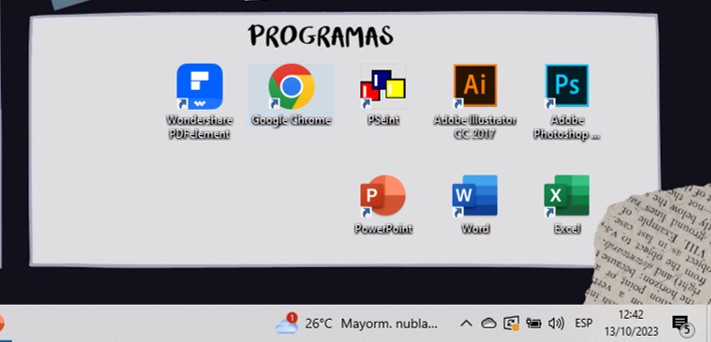 PROGRAMAS
Wondershare
PDFelement
Google Chrome
PSeInt
Adobe Illustrator
CC 2017
Adobe
Photoshop ...
PowerPoint
Word
Excel
1
26°C Mayorm. nubla...
ESP
12:42
13/10/2023
5